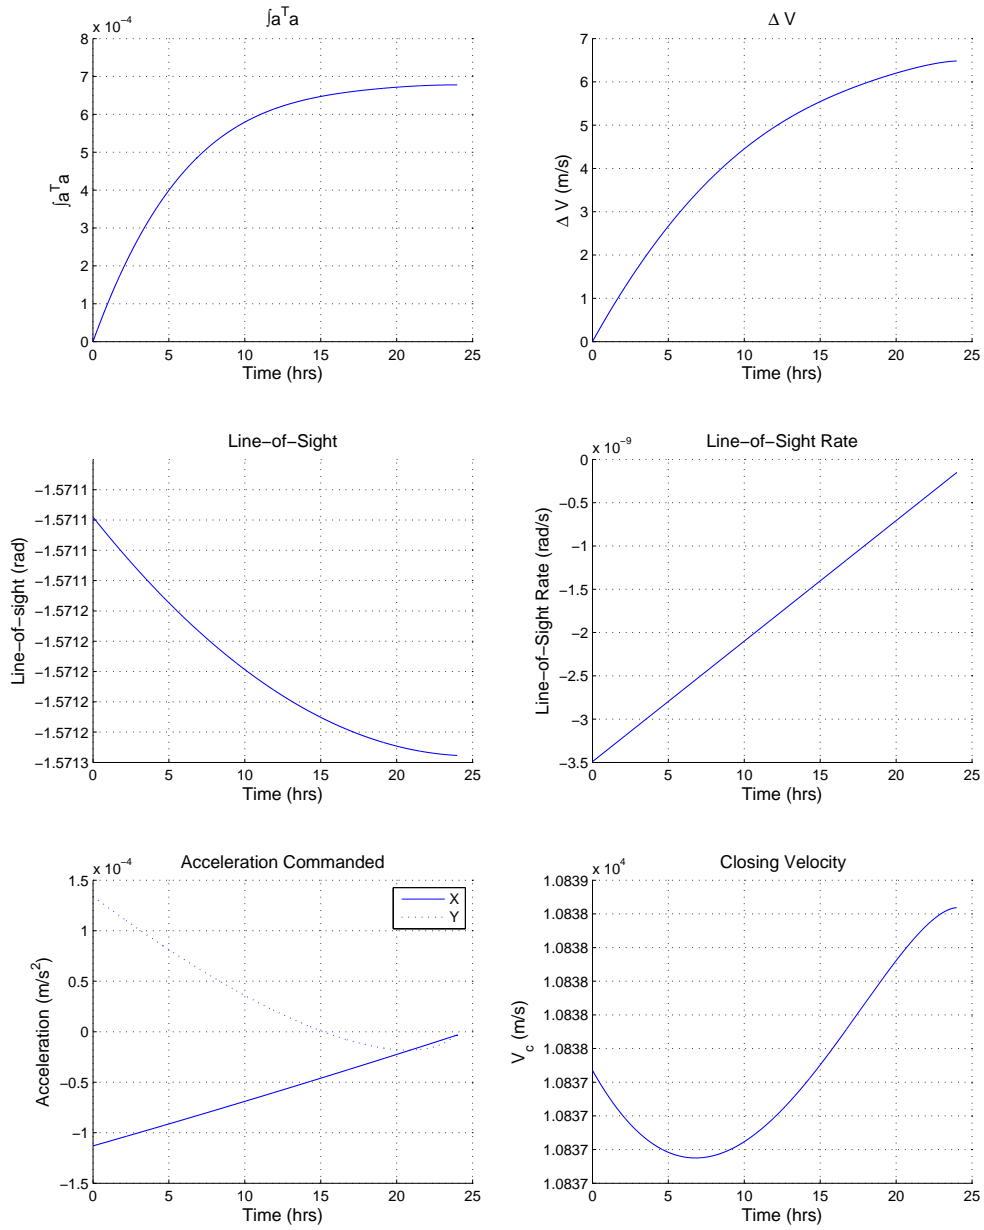 ∫aᵀa
x 10⁻⁴
8
7
6
5
4
3
2
1
0
∫aᵀa
0 5 10 15 20 25
Time (hrs)
Δ V
7
6
5
4
3
2
1
0
Δ V (m/s)
0 5 10 15 20 25
Time (hrs)
Line−of−Sight
−1.5711
−1.5711
−1.5711
−1.5711
−1.5712
−1.5712
−1.5712
−1.5712
−1.5712
−1.5713
Line−of−sight (rad)
0 5 10 15 20 25
Time (hrs)
Line−of−Sight Rate
x 10⁻⁹
0
−0.5
−1
−1.5
−2
−2.5
−3
−3.5
Line−of−Sight Rate (rad/s)
0 5 10 15 20 25
Time (hrs)
Acceleration Commanded
x 10⁻⁴
1.5
1
0.5
0
−0.5
−1
−1.5
Acceleration (m/s²)
X
Y
0 5 10 15 20 25
Time (hrs)
Closing Velocity
x 10⁴
1.0839
1.0838
1.0838
1.0838
1.0838
1.0838
1.0837
1.0837
1.0837
1.0837
V_c (m/s)
0 5 10 15 20 25
Time (hrs)